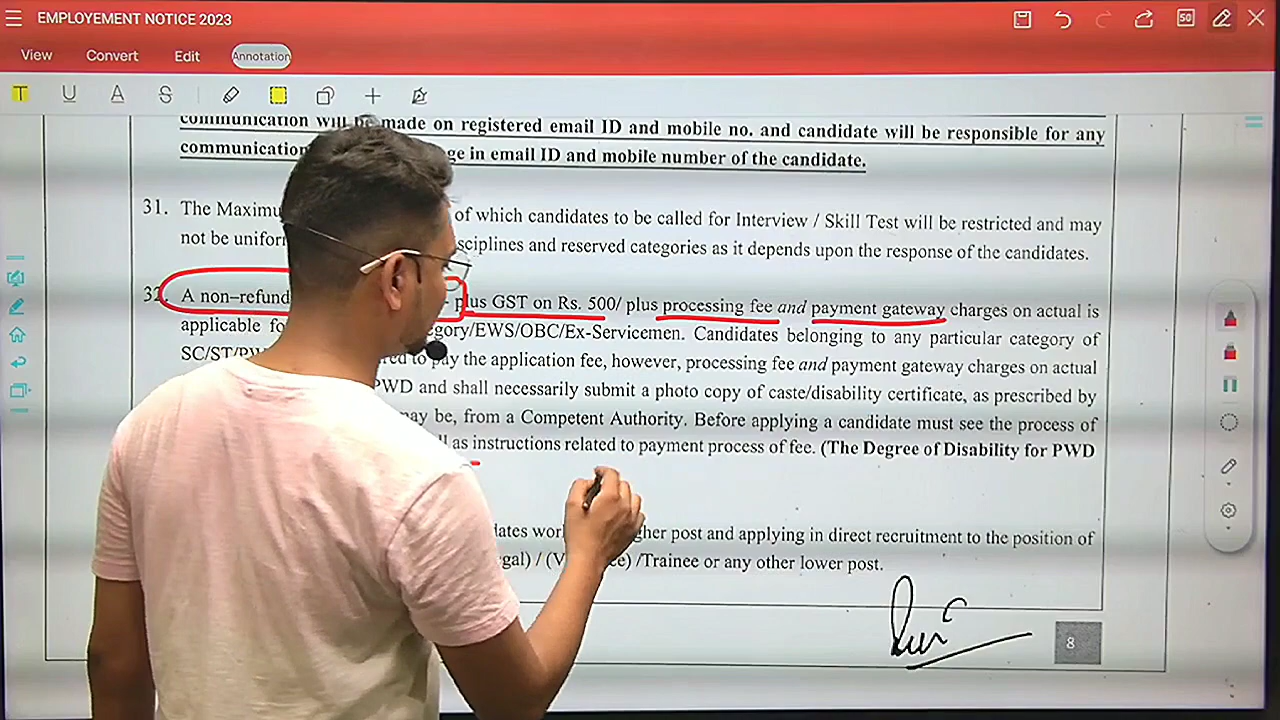 EMPLOYEMENT NOTICE 2023
50
View Convert Edit Annotation
T U A S
communication will be made on registered email ID and mobile no. and candidate will be responsible for any
communication ge in email ID and mobile number of the candidate.
31. The Maximu of which candidates to be called for Interview / Skill Test will be restricted and may
not be uniform sciplines and reserved categories as it depends upon the response of the candidates.
32. A non–refund plus GST on Rs. 500/ plus processing fee and payment gateway charges on actual is
applicable fo egory/EWS/OBC/Ex-Servicemen. Candidates belonging to any particular category of
SC/ST/PW red to pay the application fee, however, processing fee and payment gateway charges on actual
PWD and shall necessarily submit a photo copy of caste/disability certificate, as prescribed by
may be, from a Competent Authority. Before applying a candidate must see the process of
ll as instructions related to payment process of fee. (The Degree of Disability for PWD
dates wor gher post and applying in direct recruitment to the position of
gal) / (V ce) /Trainee or any other lower post.
8